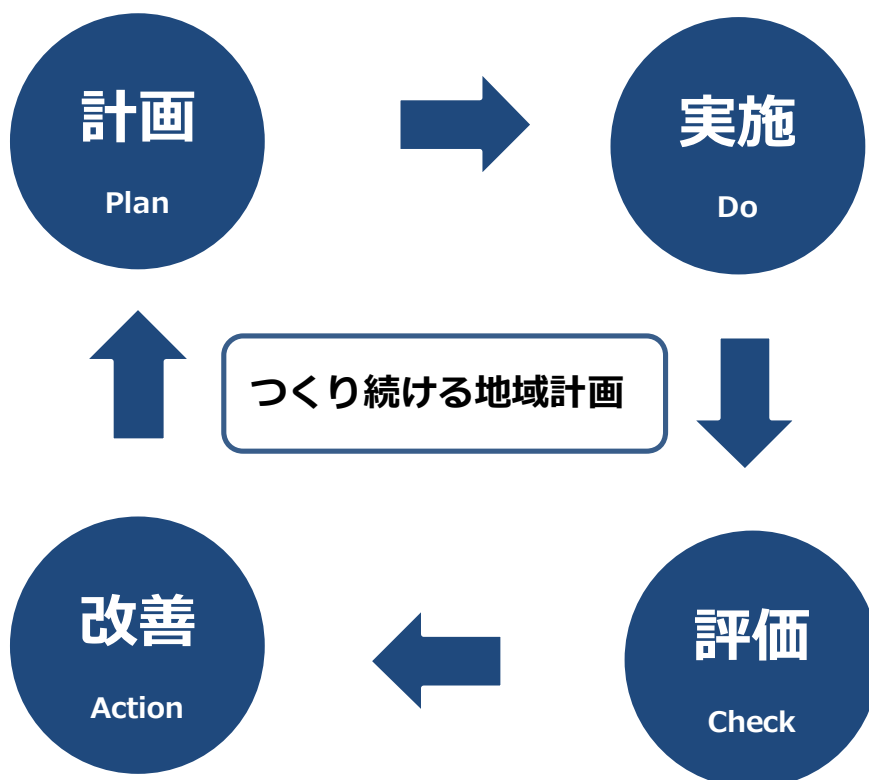 計画
Plan
実施
Do
つくり続ける地域計画
改善
Action
評価
Check